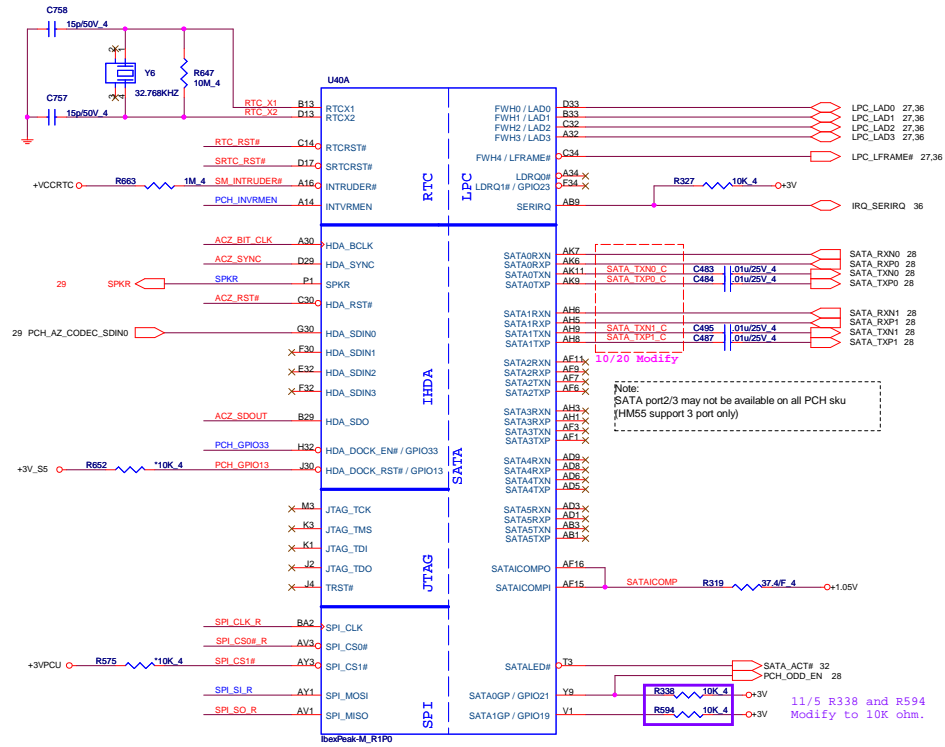 C758
15p/50V_4
2
1
Y6
32.768KHZ
3
4
R647
10M_4
C757
15p/50V_4
U40A
RTC_X1 B13 RTCX1
RTC_X2 D13 RTCX2
RTC_RST# C14 RTCRST#
SRTC_RST# D17 SRTCRST#
+VCCRTC R663 1M_4 SM_INTRUDER# A16 INTRUDER#
PCH_INVRMEN A14 INTVRMEN
RTC
LPC
FWH0 / LAD0 D33 LPC_LAD0 27,36
FWH1 / LAD1 B33 LPC_LAD1 27,36
FWH2 / LAD2 C32 LPC_LAD2 27,36
FWH3 / LAD3 A32 LPC_LAD3 27,36
FWH4 / LFRAME# C34 LPC_LFRAME# 27,36
LDRQ0# A34
LDRQ1# / GPIO23 F34
R327 10K_4 +3V
SERIRQ AB9 IRQ_SERIRQ 36
ACZ_BIT_CLK A30 HDA_BCLK
ACZ_SYNC D29 HDA_SYNC
29 SPKR SPKR P1 SPKR
ACZ_RST# C30 HDA_RST#
29 PCH_AZ_CODEC_SDIN0 G30 HDA_SDIN0
F30 HDA_SDIN1
E32 HDA_SDIN2
F32 HDA_SDIN3
ACZ_SDOUT B29 HDA_SDO
PCH_GPIO33 H32 HDA_DOCK_EN# / GPIO33
+3V_S5 R652 *10K_4 PCH_GPIO13 J30 HDA_DOCK_RST# / GPIO13
IHDA
SATA
SATA0RXN AK7 SATA_RXN0 28
SATA0RXP AK6 SATA_RXP0 28
SATA0TXN AK11 SATA_TXN0_C C483 .01u/25V_4 SATA_TXN0 28
SATA0TXP AK9 SATA_TXP0_C C484 .01u/25V_4 SATA_TXP0 28
SATA1RXN AH6 SATA_RXN1 28
SATA1RXP AH5 SATA_RXP1 28
SATA1TXN AH9 SATA_TXN1_C C495 .01u/25V_4 SATA_TXN1 28
SATA1TXP AH8 SATA_TXP1_C C487 .01u/25V_4 SATA_TXP1 28
10/20 Modify
SATA2RXN AF11
SATA2RXP AF9
SATA2TXN AF7
SATA2TXP AF6
Note:
SATA port2/3 may not be available on all PCH sku
(HM55 support 3 port only)
SATA3RXN AH3
SATA3RXP AH1
SATA3TXN AF3
SATA3TXP AF1
SATA4RXN AD9
SATA4RXP AD8
SATA4TXN AD6
SATA4TXP AD5
SATA5RXN AD3
SATA5RXP AD1
SATA5TXN AB3
SATA5TXP AB1
M3 JTAG_TCK
K3 JTAG_TMS
K1 JTAG_TDI
J2 JTAG_TDO
J4 TRST#
JTAG
SATAICOMPO AF16
SATAICOMPI AF15 SATAICOMP R319 37.4/F_4 +1.05V
SPI_CLK_R BA2 SPI_CLK
SPI_CS0#_R AV3 SPI_CS0#
+3VPCU R575 *10K_4 SPI_CS1# AY3 SPI_CS1#
SPI_SI_R AY1 SPI_MOSI
SPI_SO_R AV1 SPI_MISO
SPI
SATALED# T3 SATA_ACT# 32
PCH_ODD_EN 28
SATA0GP / GPIO21 Y9 R338 10K_4 +3V
SATA1GP / GPIO19 V1 R594 10K_4 +3V
11/5 R338 and R594
Modify to 10K ohm.
IbexPeak-M_R1P0